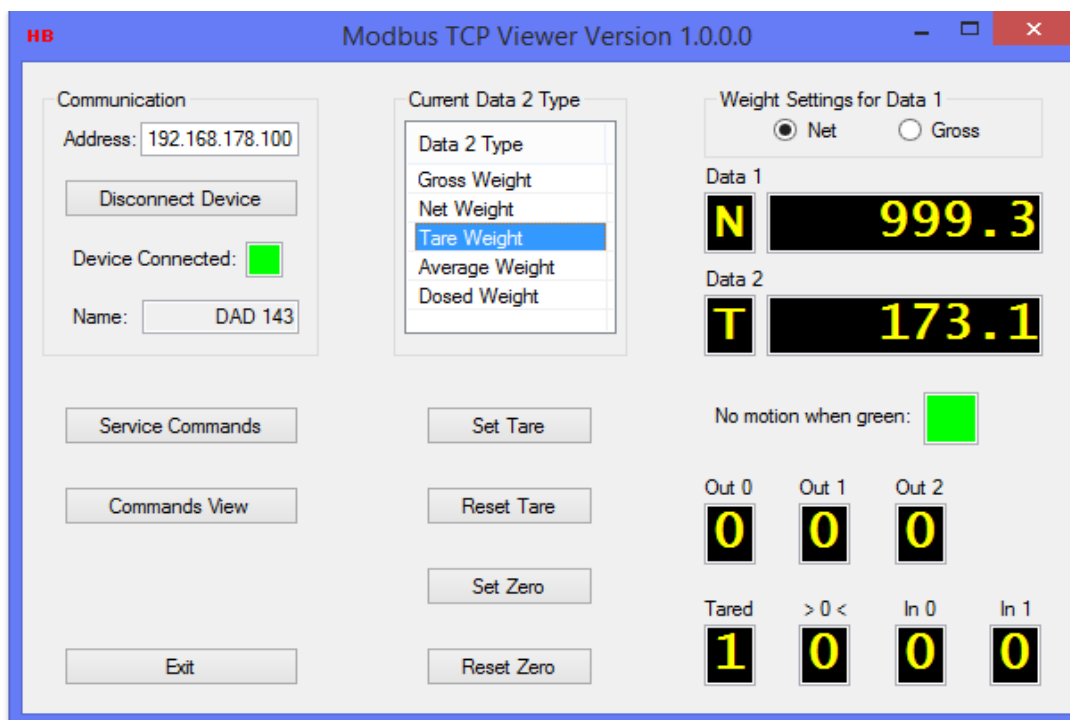 HB
Modbus TCP Viewer Version 1.0.0.0
Communication
Address: 192.168.178.100
Disconnect Device
Device Connected:
Name: DAD 143
Current Data 2 Type
Data 2 Type
Gross Weight
Net Weight
Tare Weight
Average Weight
Dosed Weight
Weight Settings for Data 1
Net Gross
Data 1
N 999.3
Data 2
T 173.1
No motion when green:
Service Commands
Commands View
Exit
Set Tare
Reset Tare
Set Zero
Reset Zero
Out 0 Out 1 Out 2
0 0 0
Tared > 0 < In 0 In 1
1 0 0 0